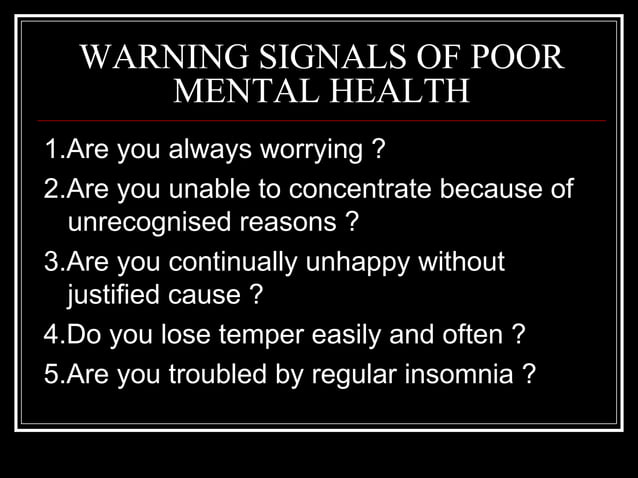 WARNING SIGNALS OF POOR
MENTAL HEALTH
1.Are you always worrying ?
2.Are you unable to concentrate because of
unrecognised reasons ?
3.Are you continually unhappy without
justified cause ?
4.Do you lose temper easily and often ?
5.Are you troubled by regular insomnia ?